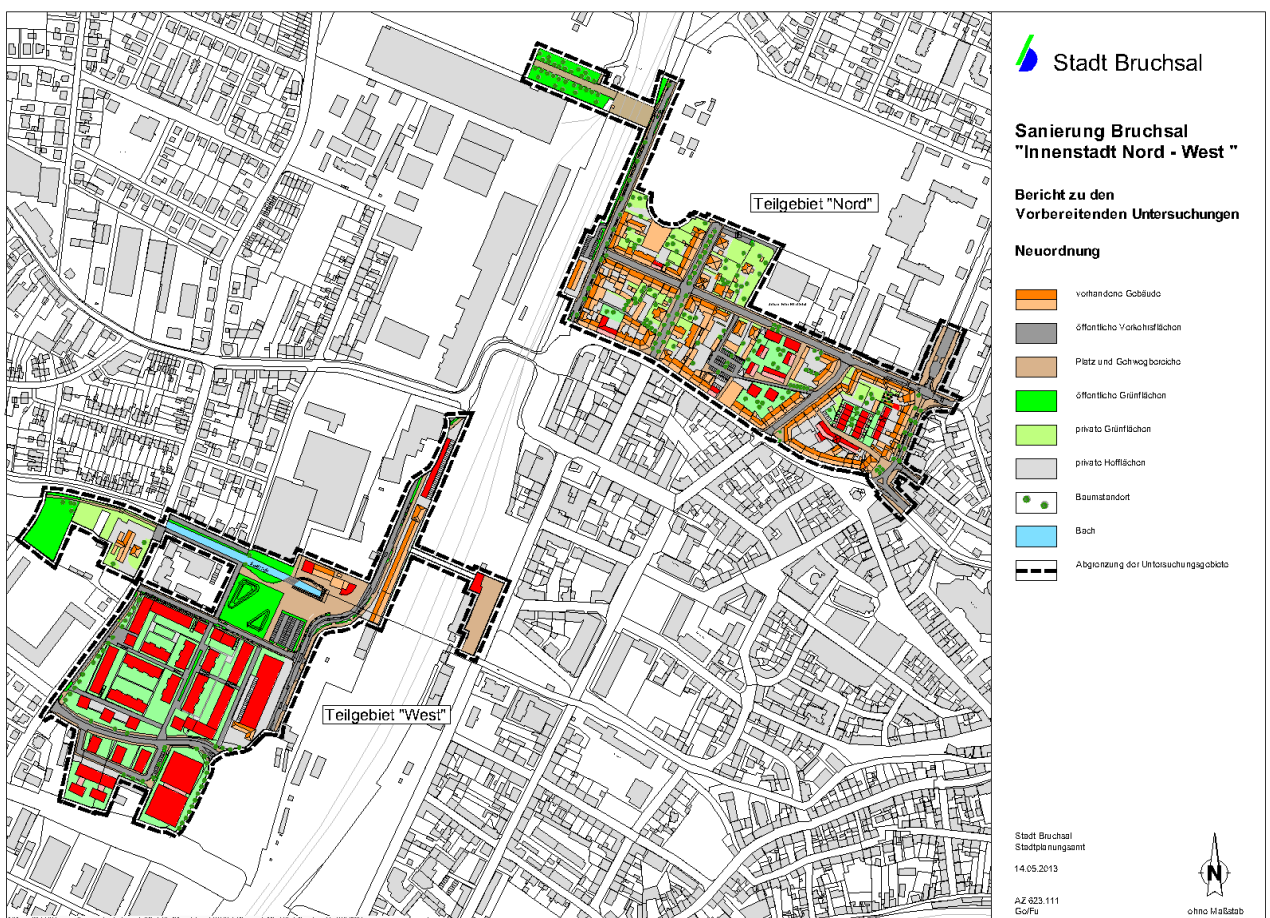 Stadt Bruchsal
Sanierung Bruchsal
"Innenstadt Nord - West "
Bericht zu den
Vorbereitenden Untersuchungen
Neuordnung
vorhandene Gebäude
öffentliche Verkehrsflächen
Platz und Gehwegbereiche
öffentliche Grünflächen
private Grünflächen
private Hofflächen
Baumstandort
Bach
Abgrenzung der Untersuchungsgebiete
Teilgebiet "Nord"
Teilgebiet "West"
Stadt Bruchsal
Stadtplanungsamt
14.05.2013
AZ 623.111
Go/Fu
N
ohne Maßstab